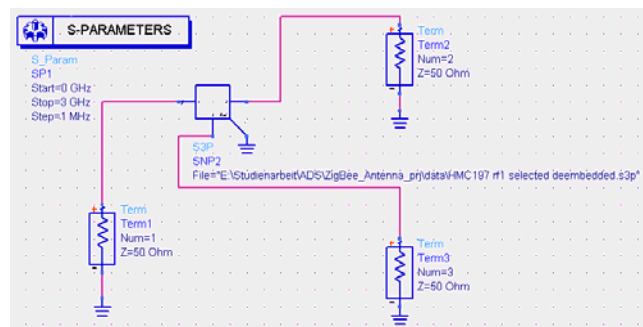 S-PARAMETERS
S_Param
SP1
Start=0 GHz
Stop=3 GHz
Step=1 MHz
Term
Term2
Num=2
Z=50 Ohm
S3P
SNP2
File="E:\Studienarbeit\ADS\ZigBee_Antenna_prj\data\HMC197 rf1 selected deembedded.s3p"
Term
Term1
Num=1
Z=50 Ohm
Term
Term3
Num=3
Z=50 Ohm